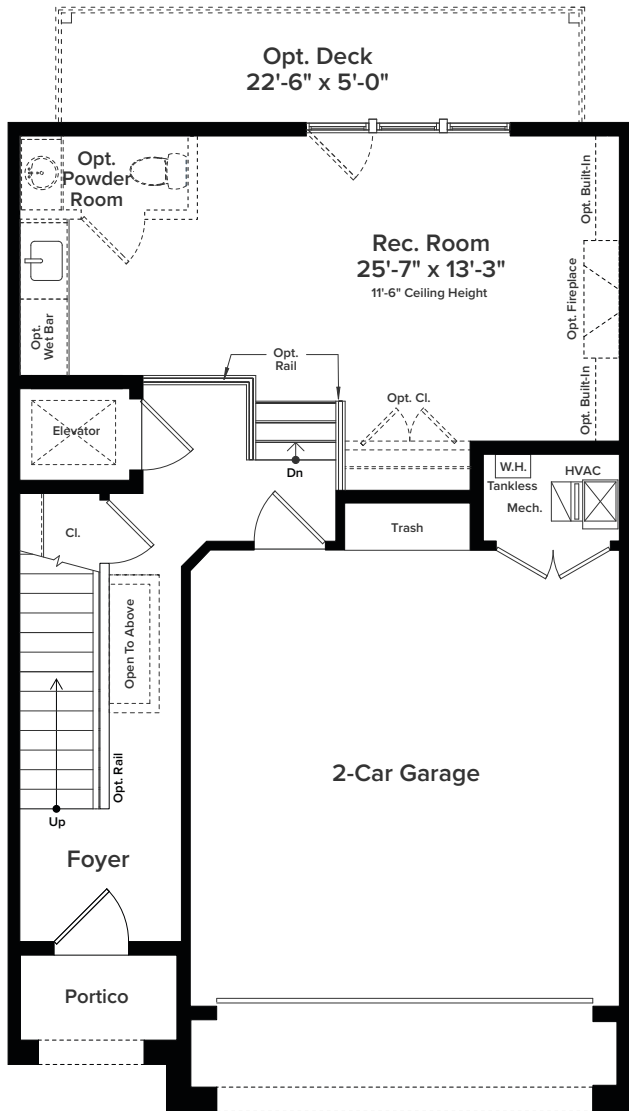 Opt. Deck
22'-6" x 5'-0"
Opt.
Powder
Room
Opt. Built-In
Rec. Room
25'-7" x 13'-3"
11'-6" Ceiling Height
Opt. Fireplace
Opt.
Wet Bar
Opt.
Rail
Opt. Built-In
Opt. Cl.
Elevator
Dn
W.H.
Tankless
HVAC
Mech.
Cl.
Trash
Open To Above
Opt. Rail
Up
2-Car Garage
Foyer
Portico